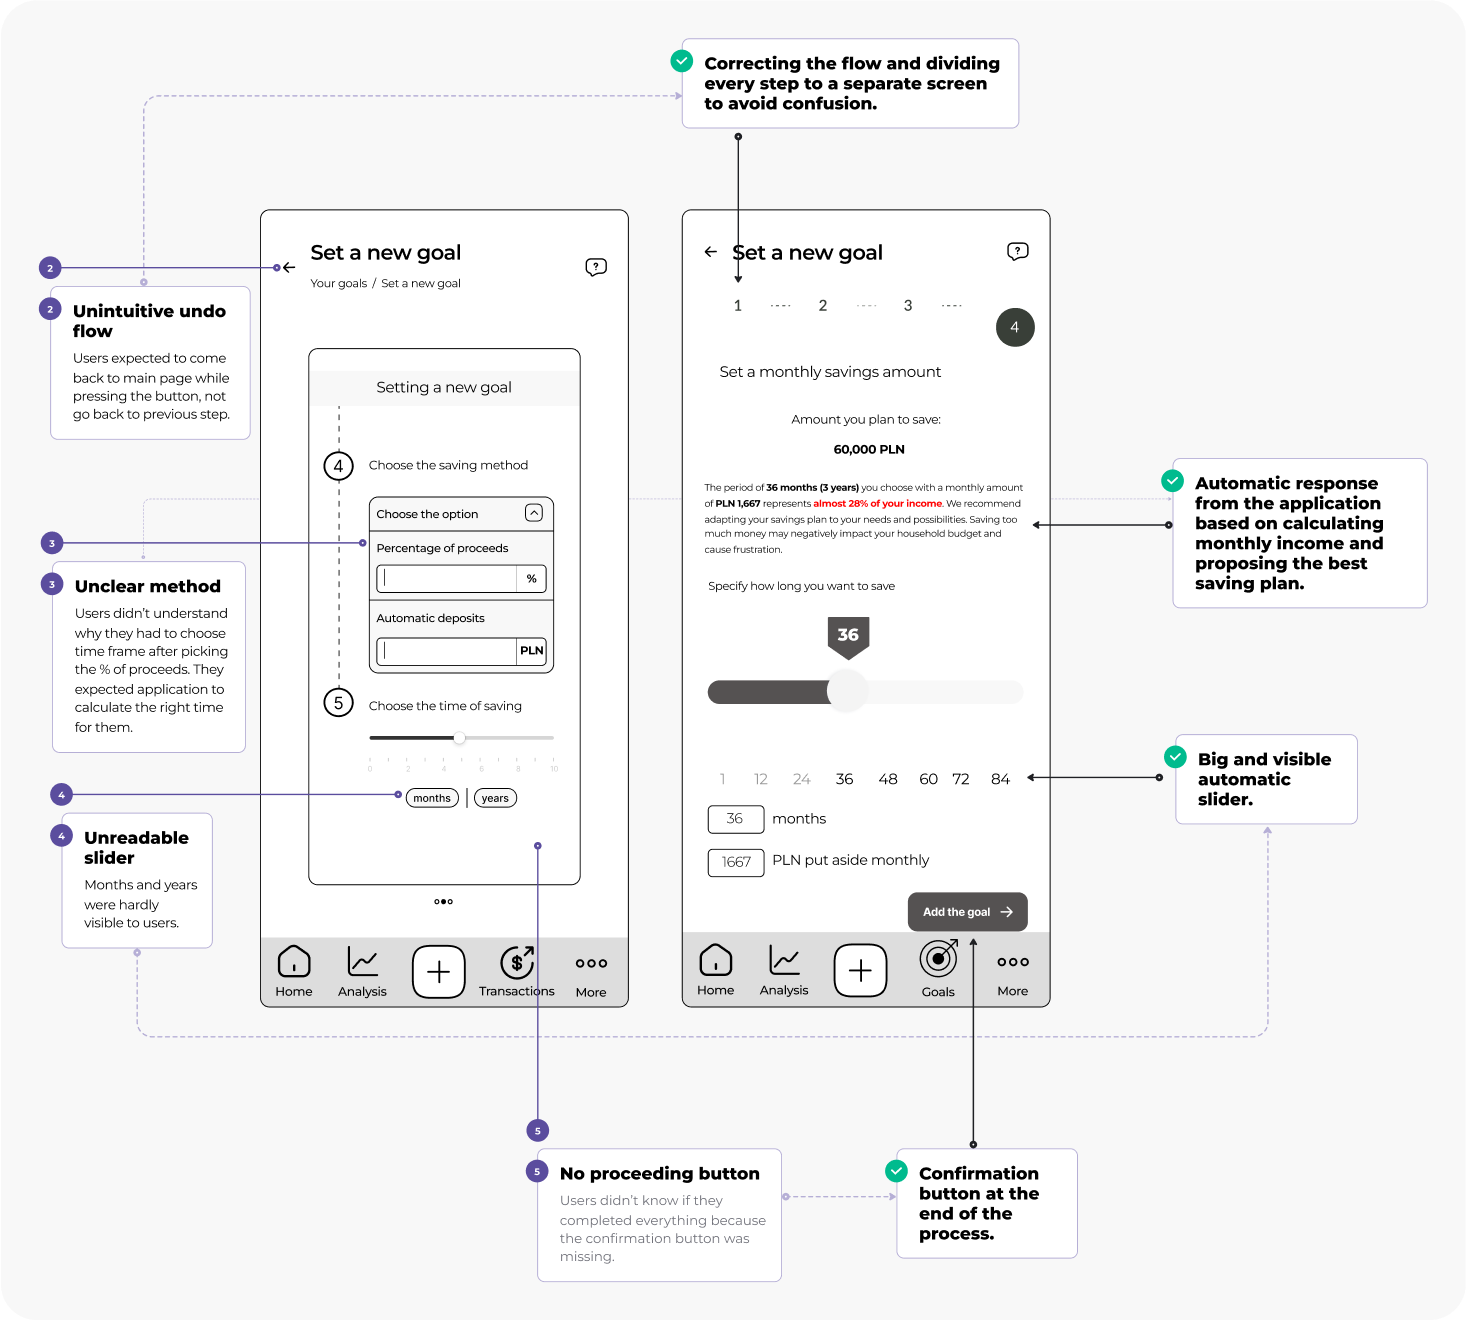 Correcting the flow and dividing
every step to a separate screen
to avoid confusion.
2
2
Unintuitive undo
flow
Users expected to come
back to main page while
pressing the button, not
go back to previous step.
3
3
Unclear method
Users didn't understand
why they had to choose
time frame after picking
the % of proceeds. They
expected application to
calculate the right time
for them.
4
4
Unreadable
slider
Months and years
were hardly
visible to users.
Set a new goal
?
Your goals / Set a new goal
Setting a new goal
4
Choose the saving method
Choose the option
Percentage of proceeds
%
Automatic deposits
PLN
5
Choose the time of saving
0 2 4 6 8 10
months | years
Home
Analysis
$
Transactions
More
Set a new goal
?
1 2 3
4
Set a monthly savings amount
Amount you plan to save:
60,000 PLN
The period of 36 months (3 years) you choose with a monthly amount
of PLN 1,667 represents almost 28% of your income. We recommend
adapting your savings plan to your needs and possibilities. Saving too
much money may negatively impact your household budget and
cause frustration.
Specify how long you want to save
36
1 12 24 36 48 60 72 84
36 months
1667 PLN put aside monthly
Add the goal
Home
Analysis
Goals
More
Automatic response
from the application
based on calculating
monthly income and
proposing the best
saving plan.
Big and visible
automatic
slider.
5
5
No proceeding button
Users didn't know if they
completed everything because
the confirmation button was
missing.
Confirmation
button at the
end of the
process.